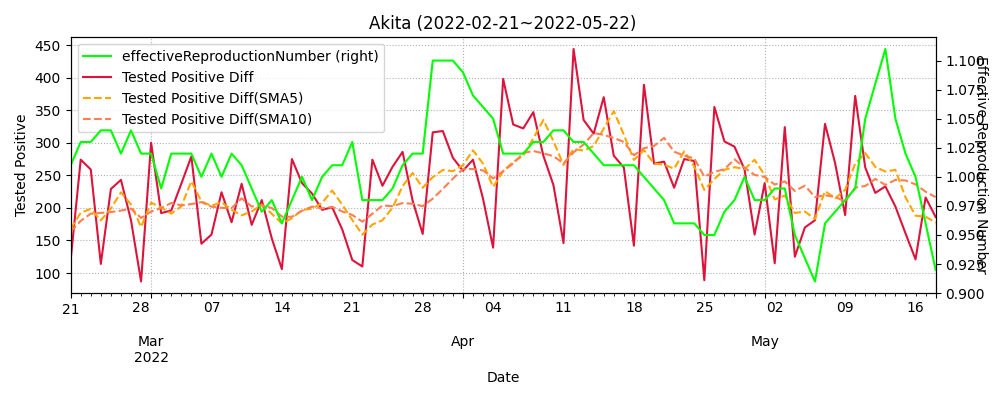 Akita (2022-02-21~2022-05-22)
effectiveReproductionNumber (right)
Tested Positive Diff
Tested Positive Diff(SMA5)
Tested Positive Diff(SMA10)
Tested Positive
450
400
350
300
250
200
150
100
1.100
1.075
1.050
1.025
1.000
0.975
0.950
0.925
0.900
Effective Reproduction Number
21 28 07 14 21 28 04 11 18 25 02 09 16
Mar Apr May
2022
Date